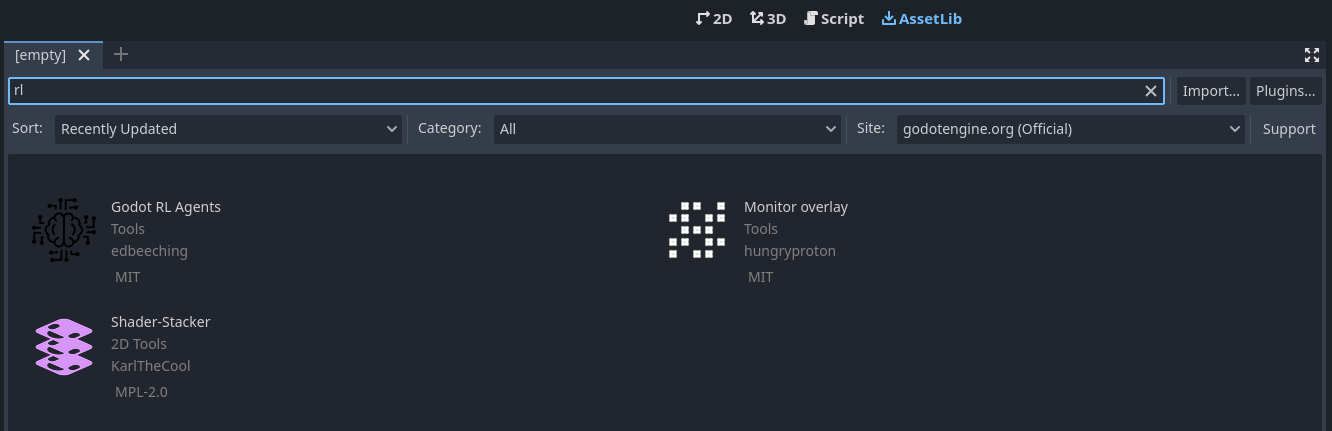 2D 3D Script AssetLib
[empty]
rl Import... Plugins...
Sort: Recently Updated Category: All Site: godotengine.org (Official) Support
Godot RL Agents
Tools
edbeeching
MIT
Monitor overlay
Tools
hungryproton
MIT
Shader-Stacker
2D Tools
KarlTheCool
MPL-2.0